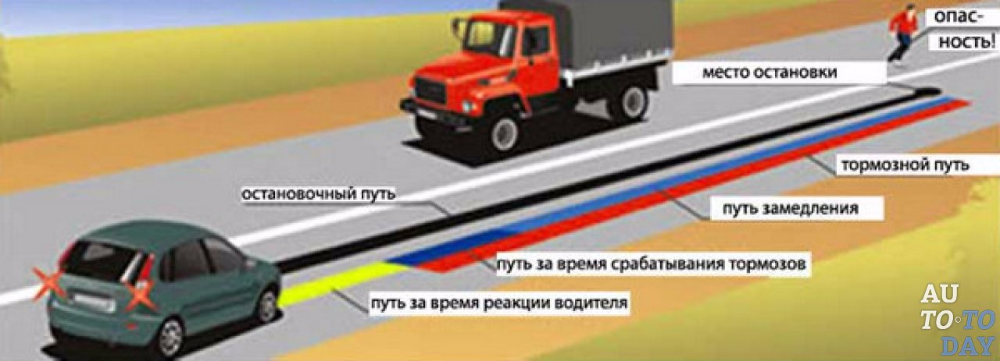 опас-
ность!
место остановки
тормозной путь
остановочный путь
путь замедления
путь за время срабатывания тормозов
путь за время реакции водителя
AU
TO·TO
DAY